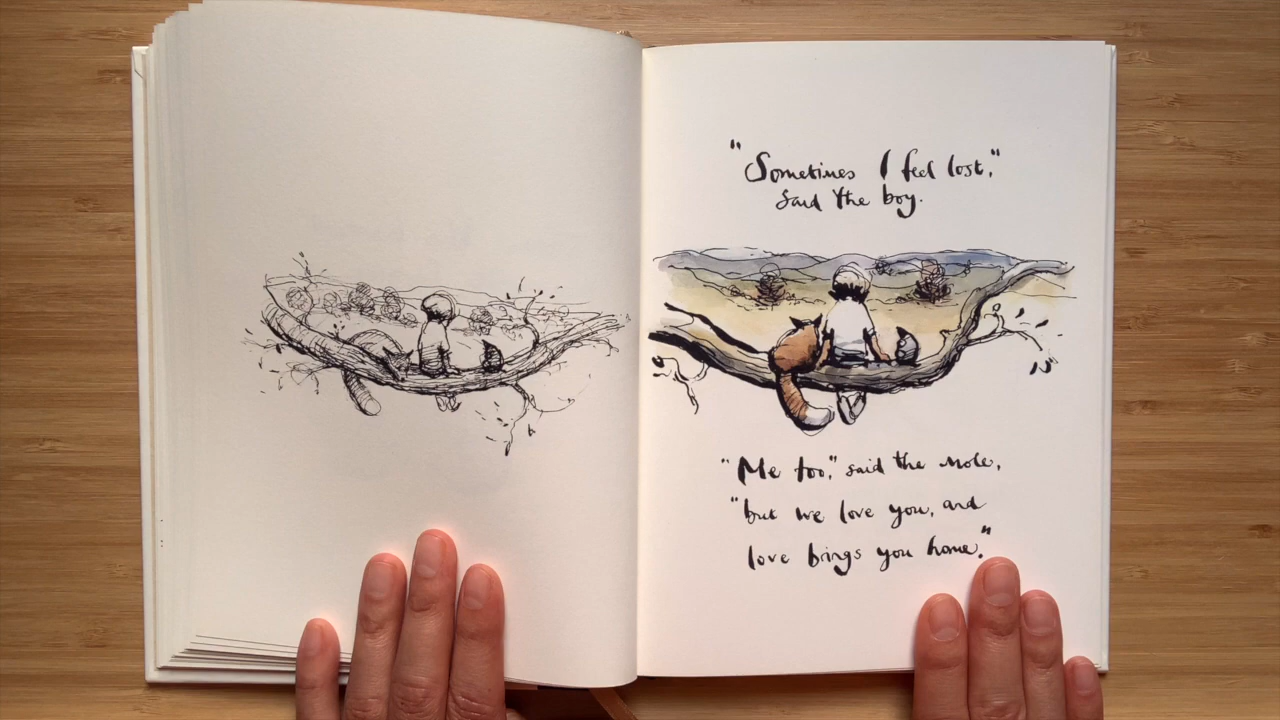 "Sometimes I feel lost,"
said the boy.
"Me too," said the mole,
"but we love you, and
love brings you home."